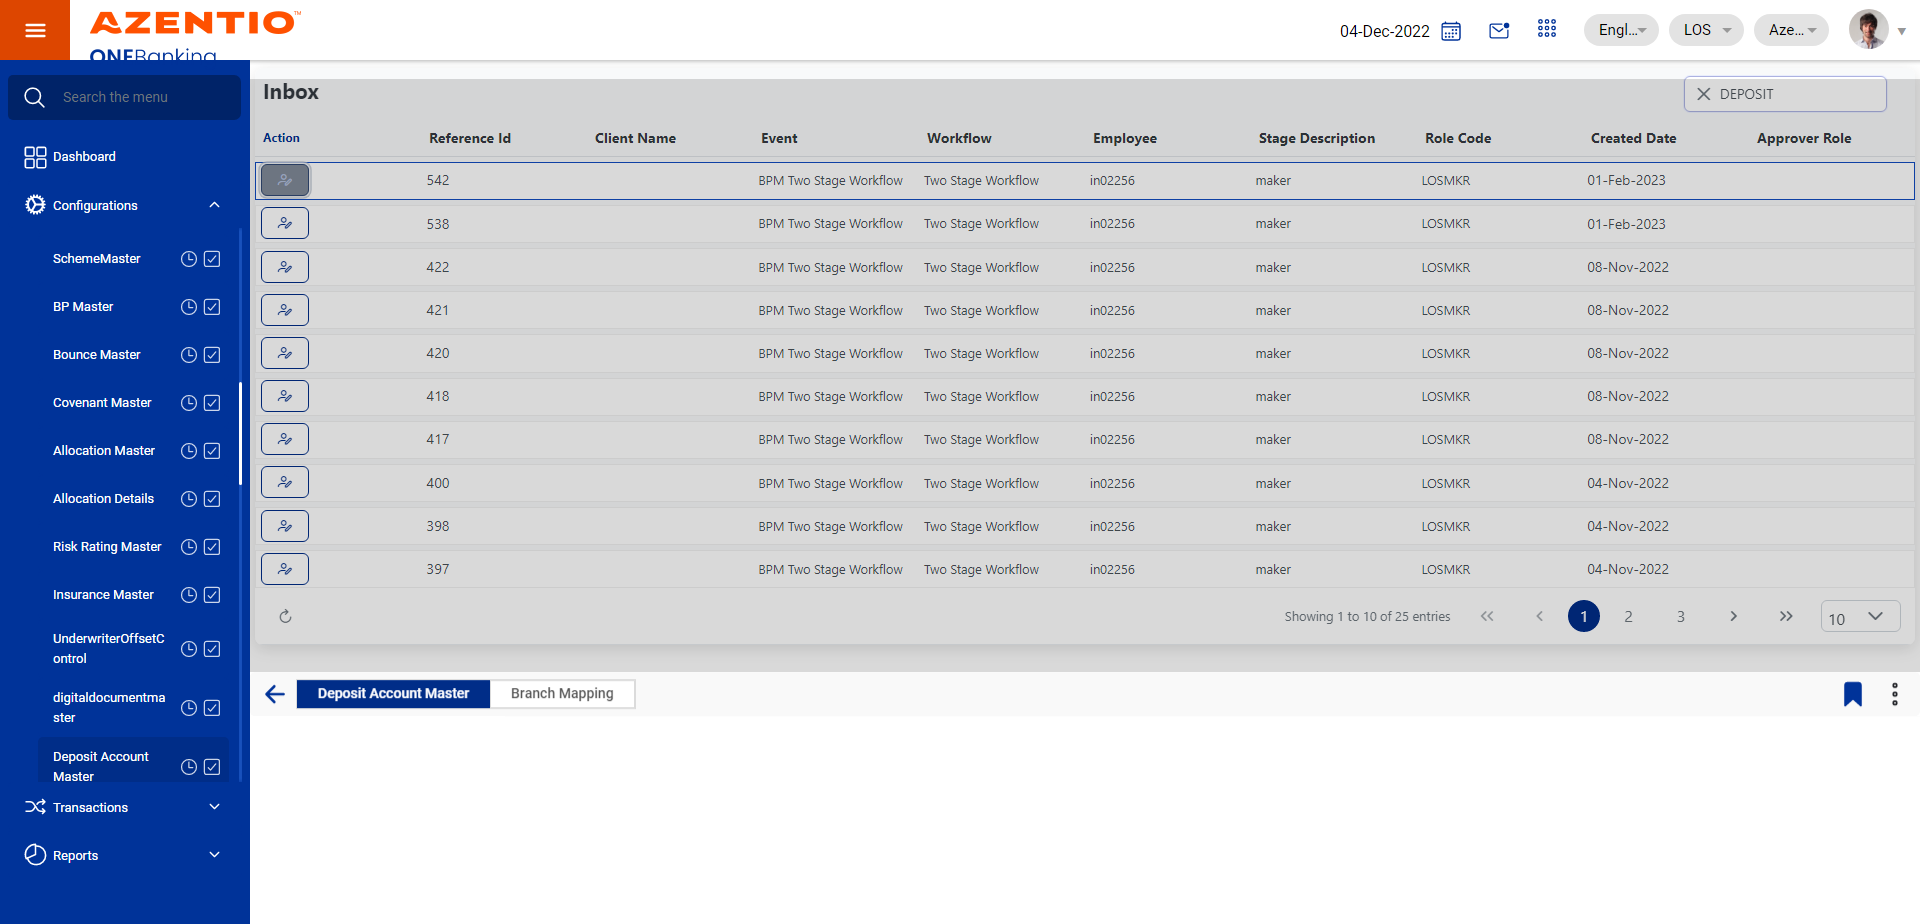 AZENTIO™
ONEBanking
04-Dec-2022
Engl...
LOS
Aze...
Search the menu
Dashboard
Configurations
SchemeMaster
BP Master
Bounce Master
Covenant Master
Allocation Master
Allocation Details
Risk Rating Master
Insurance Master
UnderwriterOffsetC
ontrol
digitaldocumentma
ster
Deposit Account
Master
Transactions
Reports
Inbox
DEPOSIT
Action Reference Id Client Name Event Workflow Employee Stage Description Role Code Created Date Approver Role
542 BPM Two Stage Workflow Two Stage Workflow in02256 maker LOSMKR 01-Feb-2023
538 BPM Two Stage Workflow Two Stage Workflow in02256 maker LOSMKR 01-Feb-2023
422 BPM Two Stage Workflow Two Stage Workflow in02256 maker LOSMKR 08-Nov-2022
421 BPM Two Stage Workflow Two Stage Workflow in02256 maker LOSMKR 08-Nov-2022
420 BPM Two Stage Workflow Two Stage Workflow in02256 maker LOSMKR 08-Nov-2022
418 BPM Two Stage Workflow Two Stage Workflow in02256 maker LOSMKR 08-Nov-2022
417 BPM Two Stage Workflow Two Stage Workflow in02256 maker LOSMKR 08-Nov-2022
400 BPM Two Stage Workflow Two Stage Workflow in02256 maker LOSMKR 04-Nov-2022
398 BPM Two Stage Workflow Two Stage Workflow in02256 maker LOSMKR 04-Nov-2022
397 BPM Two Stage Workflow Two Stage Workflow in02256 maker LOSMKR 04-Nov-2022
Showing 1 to 10 of 25 entries 1 2 3 10
Deposit Account Master Branch Mapping